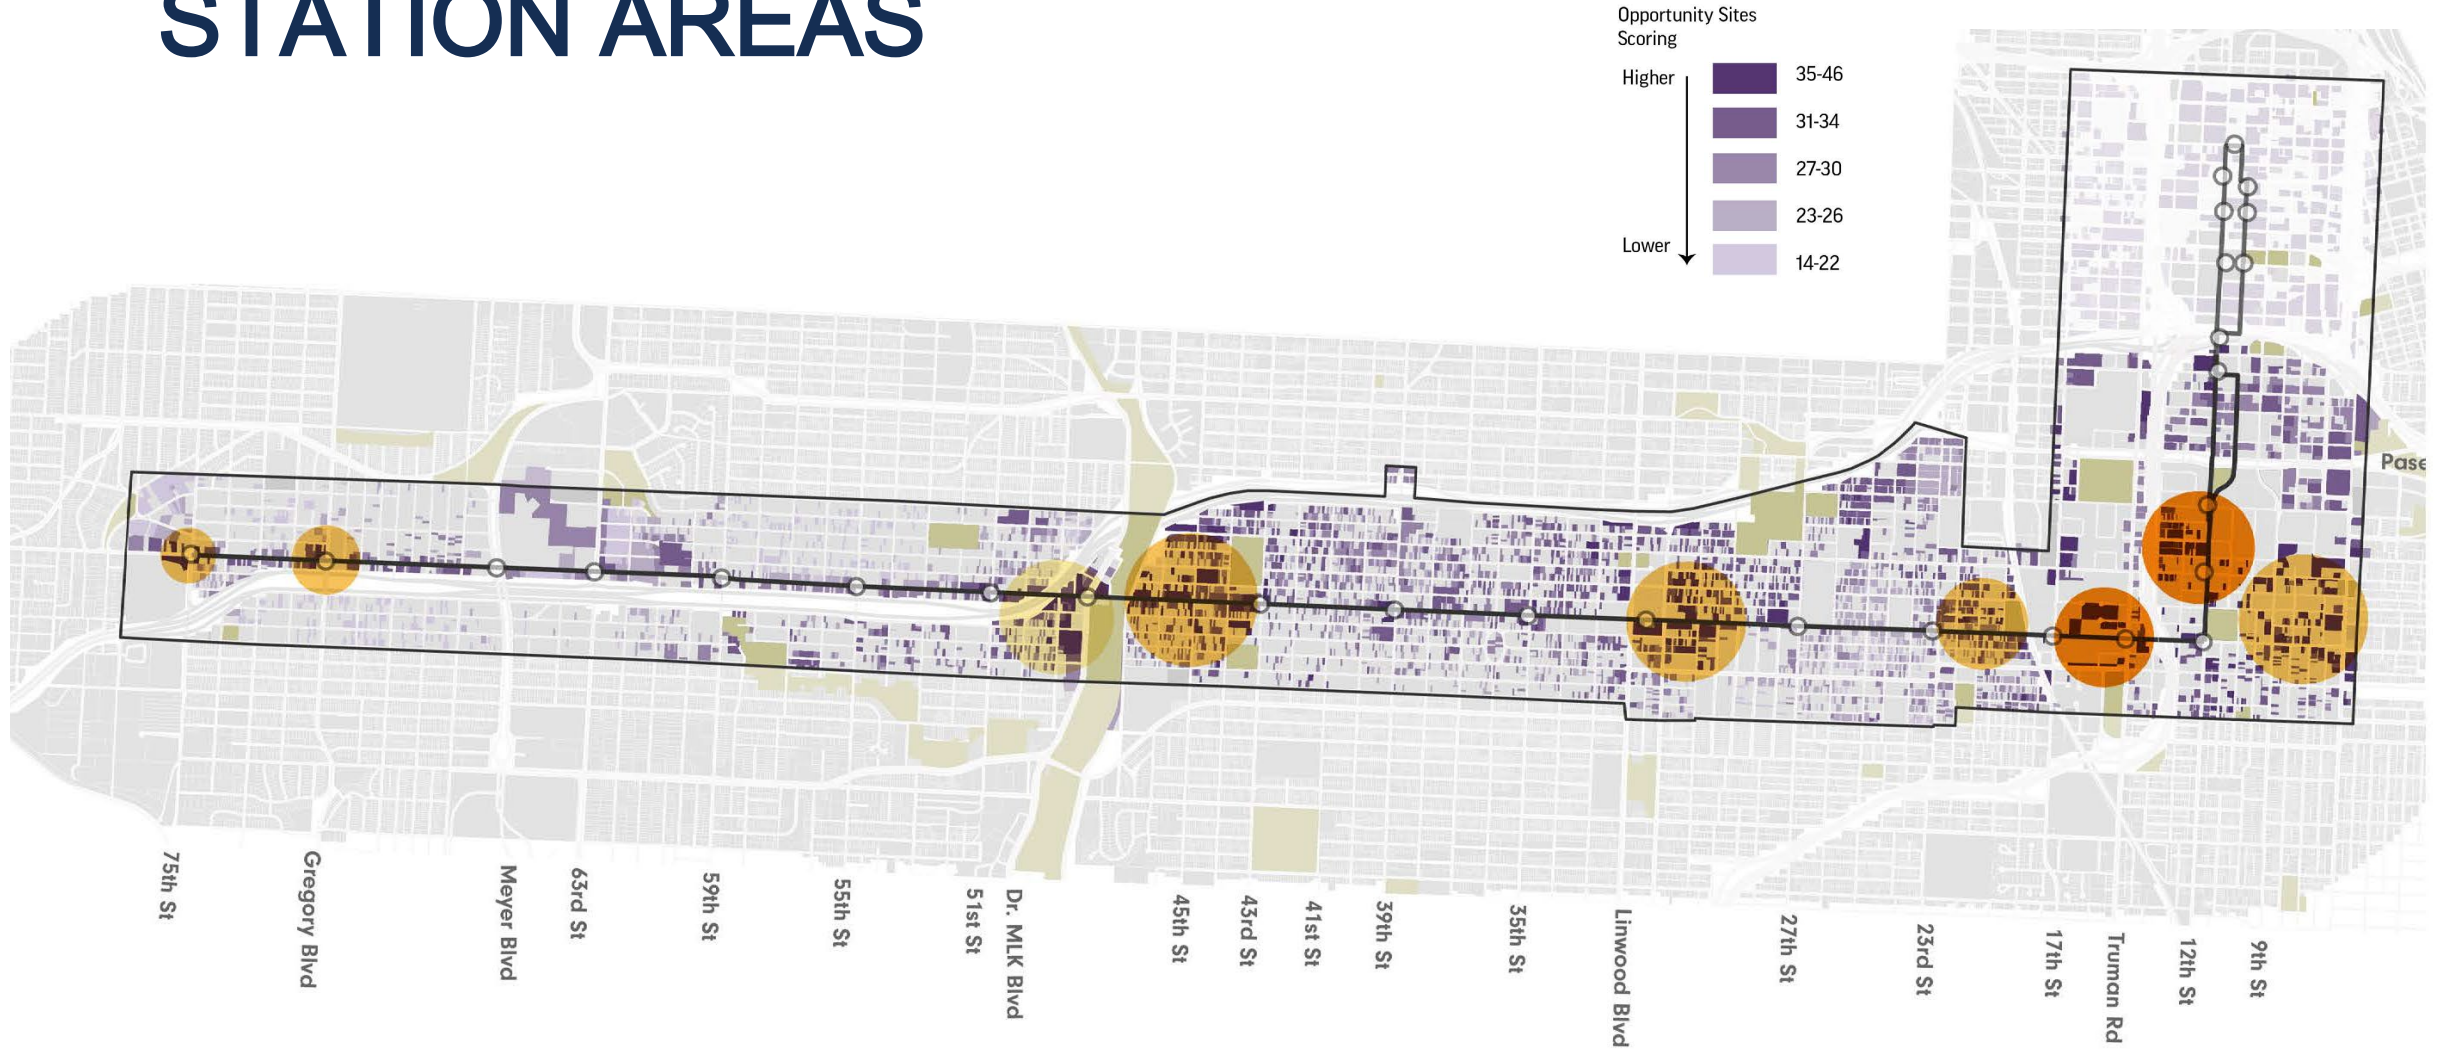 STATION AREAS
Opportunity Sites
Scoring
Higher
35-46
31-34
27-30
23-26
Lower
14-22
75th St
Gregory Blvd
Meyer Blvd
63rd St
59th St
55th St
51st St
Dr. MLK Blvd
45th St
43rd St
41st St
39th St
35th St
Linwood Blvd
27th St
23rd St
17th St
Truman Rd
12th St
9th St